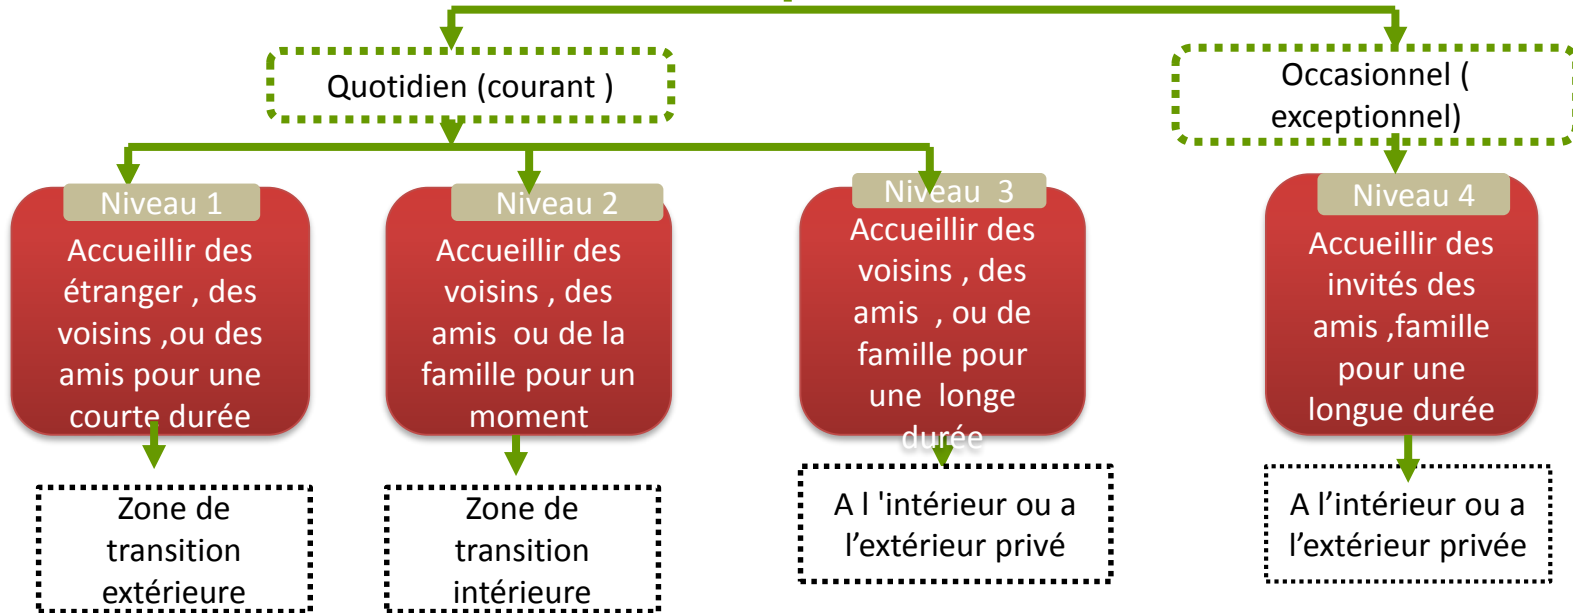 Quotidien (courant )
Occasionnel (
exceptionnel)
Niveau 1
Accueillir des
étranger , des
voisins ,ou des
amis pour une
courte durée
Niveau 2
Accueillir des
voisins , des
amis ou de la
famille pour un
moment
Niveau 3
Accueillir des
voisins , des
amis , ou de
famille pour
une longe
durée
Niveau 4
Accueillir des
invités des
amis ,famille
pour une
longue durée
Zone de
transition
extérieure
Zone de
transition
intérieure
A l 'intérieur ou a
l’extérieur privé
A l’intérieur ou a
l’extérieur privée